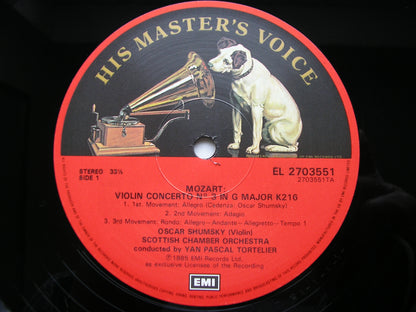 HIS MASTER'S VOICE
STEREO 33⅓
SIDE 1
EL 2703551
2703551TA
MOZART:
VIOLIN CONCERTO Nº 3 IN G MAJOR K216
1. 1st. Movement: Allegro (Cadenza: Oscar Shumsky)
2. 2nd Movement: Adagio
3. 3rd Movement: Rondo: Allegro—Andante—Allegretto—Tempo 1
OSCAR SHUMSKY (Violin)
SCOTTISH CHAMBER ORCHESTRA
conducted by YAN PASCAL TORTELIER
℗1985 EMI Records Ltd.
as exclusive Licensees of the Recording
EMI